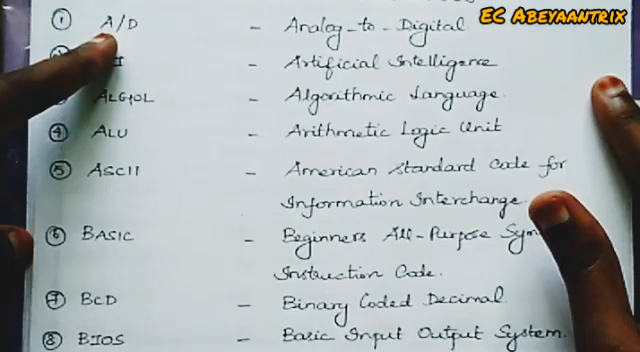 EC ABEYAANTRIX
① A/D - Analog-to-Digital
- Artificial Intelligence
ALGOL - Algorithmic Language.
④ ALU - Arithmetic Logic Unit
⑤ ASCII - American Standard Code for
Information Interchange.
⑥ BASIC - Beginners All-Purpose
Instruction Code.
⑦ BCD - Binary Coded Decimal.
⑧ BIOS - Basic Input Output System.